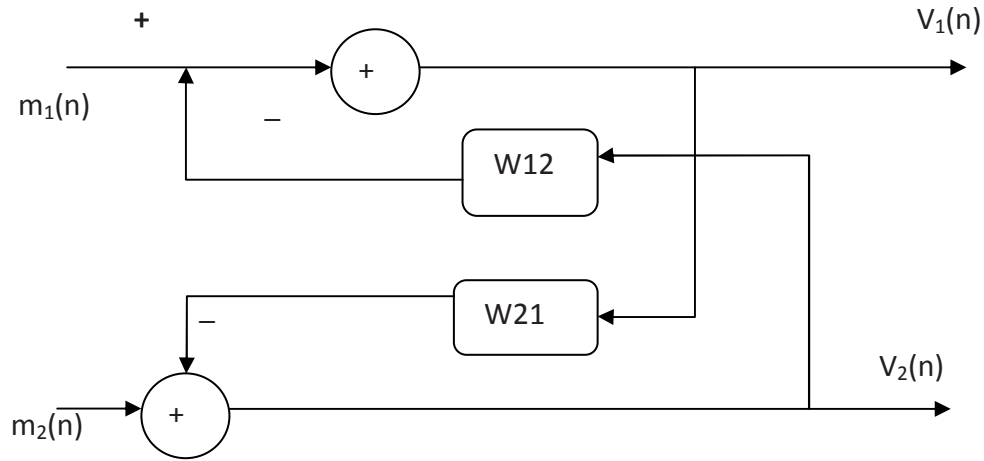 +
V₁(n)
+
m₁(n)
–
W12
W21
–
V₂(n)
m₂(n)
+